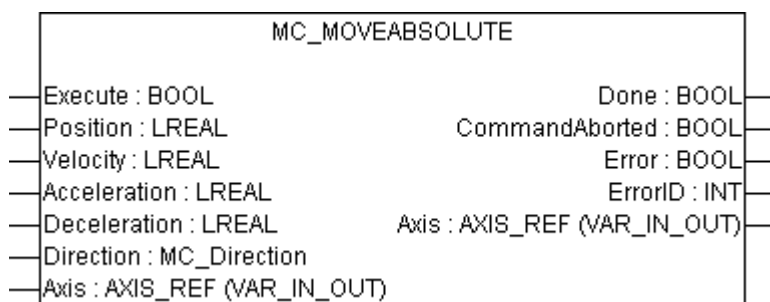 MC_MOVEABSOLUTE
Execute : BOOL Done : BOOL
Position : LREAL CommandAborted : BOOL
Velocity : LREAL Error : BOOL
Acceleration : LREAL ErrorID : INT
Deceleration : LREAL Axis : AXIS_REF (VAR_IN_OUT)
Direction : MC_Direction
Axis : AXIS_REF (VAR_IN_OUT)